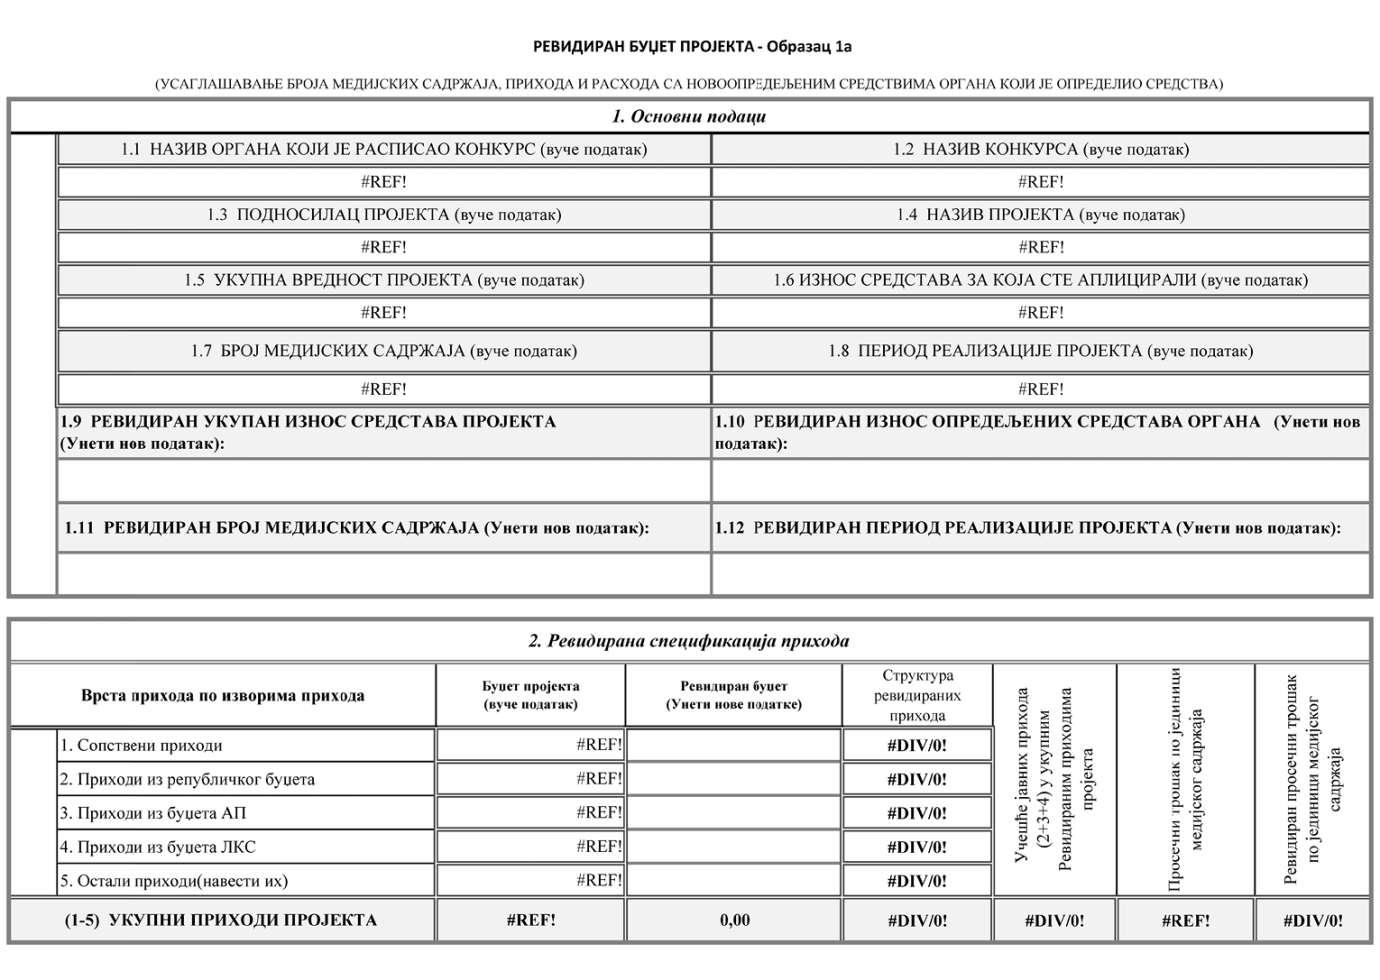 РЕВИДИРАН БУЏЕТ ПРОЈЕКТА - Образац 1а
(УСАГЛАШАВАЊЕ БРОЈА МЕДИЈСКИХ САДРЖАЈА, ПРИХОДА И РАСХОДА СА НОВООПРЕДЕЉЕНИМ СРЕДСТВИМА ОРГАНА КОЈИ ЈЕ ОПРЕДЕЛИО СРЕДСТВА)
1. Основни подаци
1.1 НАЗИВ ОРГАНА КОЈИ ЈЕ РАСПИСАО КОНКУРС (вуче податак)
1.2 НАЗИВ КОНКУРСА (вуче податак)
#REF!
#REF!
1.3 ПОДНОСИЛАЦ ПРОЈЕКТА (вуче податак)
1.4 НАЗИВ ПРОЈЕКТА (вуче податак)
#REF!
#REF!
1.5 УКУПНА ВРЕДНОСТ ПРОЈЕКТА (вуче податак)
1.6 ИЗНОС СРЕДСТАВА ЗА КОЈА СТЕ АПЛИЦИРАЛИ (вуче податак)
#REF!
#REF!
1.7 БРОЈ МЕДИЈСКИХ САДРЖАЈА (вуче податак)
1.8 ПЕРИОД РЕАЛИЗАЦИЈЕ ПРОЈЕКТА (вуче податак)
#REF!
#REF!
1.9 РЕВИДИРАН УКУПАН ИЗНОС СРЕДСТАВА ПРОЈЕКТА
(Унети нов податак):
1.10 РЕВИДИРАН ИЗНОС ОПРЕДЕЉЕНИХ СРЕДСТАВА ОРГАНА (Унети нов
податак):
1.11 РЕВИДИРАН БРОЈ МЕДИЈСКИХ САДРЖАЈА (Унети нов податак):
1.12 РЕВИДИРАН ПЕРИОД РЕАЛИЗАЦИЈЕ ПРОЈЕКТА (Унети нов податак):
2. Ревидирана спецификација прихода
Врста прихода по изворима прихода
Буџет пројекта
(вуче податак)
Ревидиран буџет
(Унети нове податке)
Структура
ревидираних
прихода
Учешће јавних прихода
(2+3+4) у укупним
Ревидираним приходима
пројекта
Просечни трошак по јединици
медијског садржаја
Ревидиран просечни трошак
по јединици медијског
садржаја
1. Сопствени приходи
#REF!
#DIV/0!
2. Приходи из републичког буџета
#REF!
#DIV/0!
3. Приходи из буџета АП
#REF!
#DIV/0!
4. Приходи из буџета ЛКС
#REF!
#DIV/0!
5. Остали приходи(навести их)
#REF!
#DIV/0!
(1-5) УКУПНИ ПРИХОДИ ПРОЈЕКТА
#REF!
0,00
#DIV/0!
#DIV/0!
#REF!
#DIV/0!